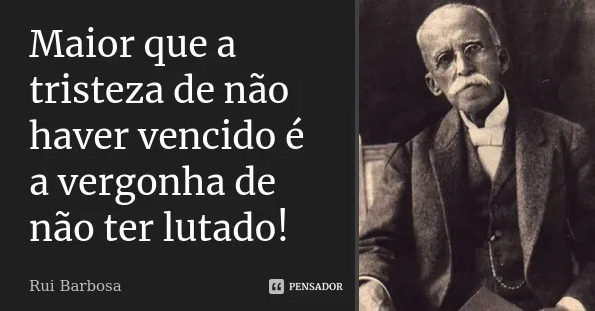 Maior que a
tristeza de não
haver vencido é
a vergonha de
não ter lutado!
Rui Barbosa
PENSADOR